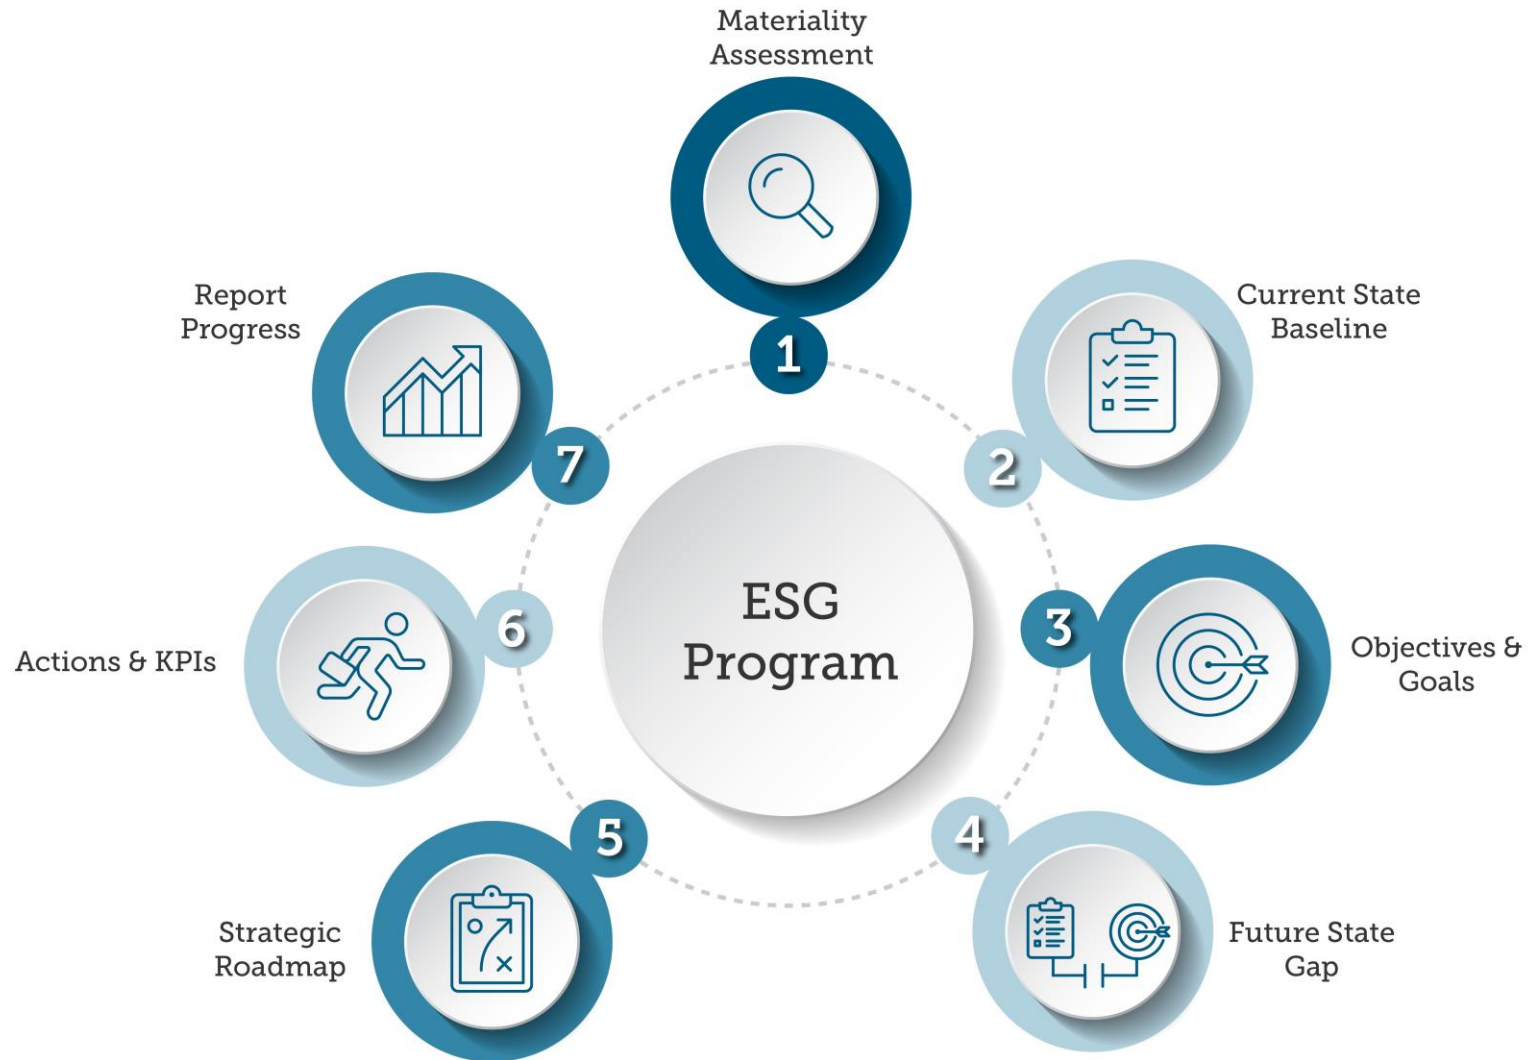 Materiality
Assessment
1
Current State
Baseline
2
3
Objectives &
Goals
4
Future State
Gap
5
Strategic
Roadmap
6
Actions & KPIs
7
Report
Progress
ESG
Program